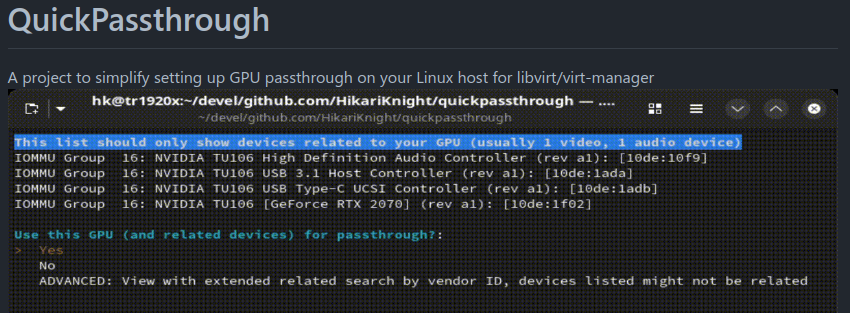 QuickPassthrough
A project to simplify setting up GPU passthrough on your Linux host for libvirt/virt-manager
hk@tr1920x:~/devel/github.com/HikariKnight/quickpassthrough — ....
~/devel/github.com/HikariKnight/quickpassthrough
This list should only show devices related to your GPU (usually 1 video, 1 audio device)
IOMMU Group  16: NVIDIA TU106 High Definition Audio Controller (rev a1): [10de:10f9]
IOMMU Group  16: NVIDIA TU106 USB 3.1 Host Controller (rev a1): [10de:1ada]
IOMMU Group  16: NVIDIA TU106 USB Type-C UCSI Controller (rev a1): [10de:1adb]
IOMMU Group  16: NVIDIA TU106 [GeForce RTX 2070] (rev a1): [10de:1f02]
Use this GPU (and related devices) for passthrough?:
>  Yes
No
ADVANCED: View with extended related search by vendor ID, devices listed might not be related